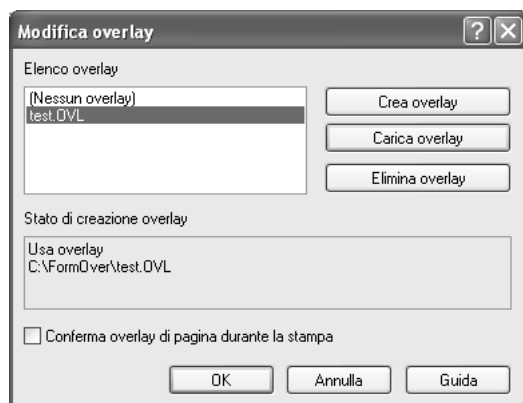 Modifica overlay
Elenco overlay
(Nessun overlay)
test.OVL
Crea overlay
Carica overlay
Elimina overlay
Stato di creazione overlay
Usa overlay
C:\FormOver\test.OVL
Conferma overlay di pagina durante la stampa
OK
Annulla
Guida